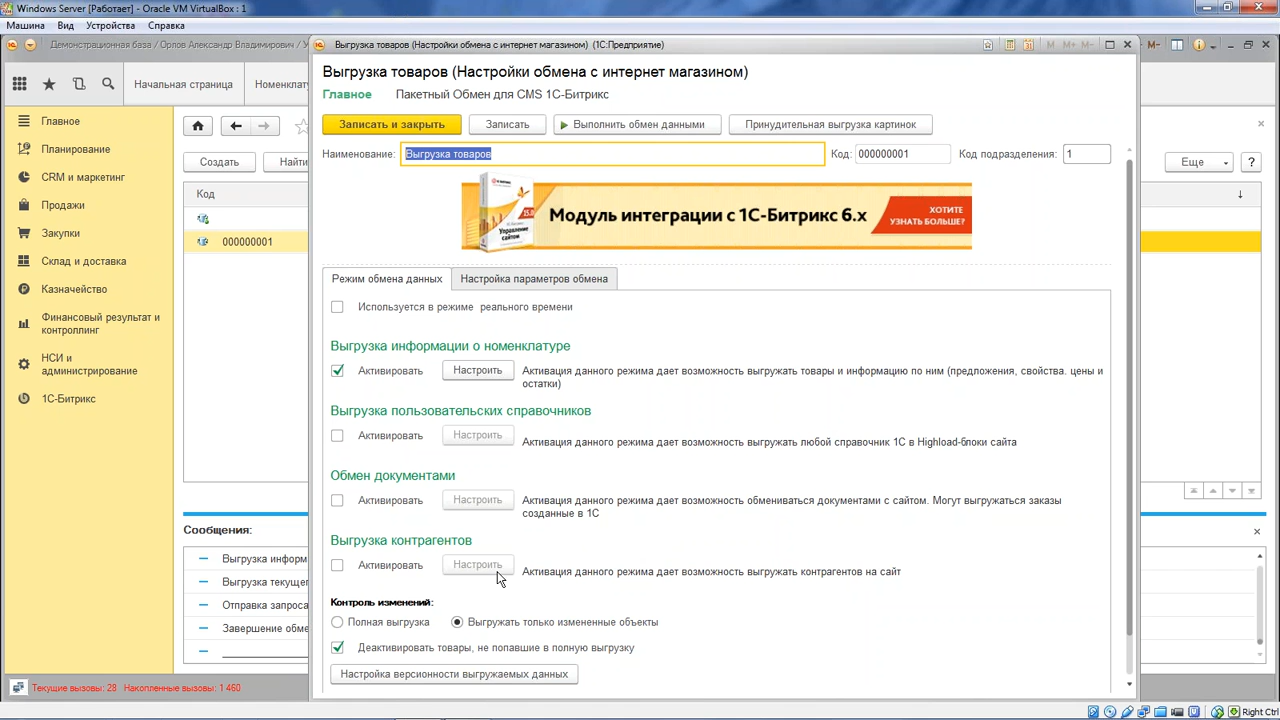 Windows Server [Работает] - Oracle VM VirtualBox : 1
Машина Вид Устройства Справка
Демонстрационная база / Орлов Александр Владимирович / У
Выгрузка товаров (Настройки обмена с интернет магазином) (1С:Предприятие)
M M+ M-
M-
Начальная страница
Номенклат
Выгрузка товаров (Настройки обмена с интернет магазином)
Главное
Пакетный Обмен для CMS 1С-Битрикс
Записать и закрыть
Записать
Выполнить обмен данными
Принудительная выгрузка картинок
Наименование:
Выгрузка товаров
Код:
000000001
Код подразделения:
1
Модуль интеграции с 1С-Битрикс 6.x
ХОТИТЕ
УЗНАТЬ БОЛЬШЕ?
Режим обмена данных
Настройка параметров обмена
Используется в режиме реального времени
Выгрузка информации о номенклатуре
Активировать
Настроить
Активация данного режима дает возможность выгружать товары и информацию по ним (предложения, свойства. цены и
остатки)
Выгрузка пользовательских справочников
Активировать
Настроить
Активация данного режима дает возможность выгружать любой справочник 1С в Highload-блоки сайта
Обмен документами
Активировать
Настроить
Активация данного режима дает возможность обмениваться документами с сайтом. Могут выгружаться заказы
созданные в 1С
Выгрузка контрагентов
Активировать
Настроить
Активация данного режима дает возможность выгружать контрагентов на сайт
Контроль изменений:
Полная выгрузка
Выгружать только измененные объекты
Деактивировать товары, не попавшие в полную выгрузку
Настройка версионности выгружаемых данных
Главное
Планирование
CRM и маркетинг
Продажи
Закупки
Склад и доставка
Казначейство
Финансовый результат и
контроллинг
НСИ и
администрирование
1С-Битрикс
Создать
Найти
Еще
?
Код
000000001
Сообщения:
Выгрузка информ
Выгрузка текущег
Отправка запроса
Завершение обме
Текущие вызовы: 28 Накопленные вызовы: 1 460
Right Ctrl